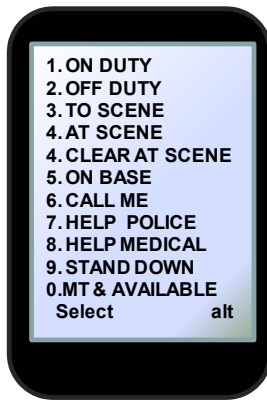 1. ON DUTY
2. OFF DUTY
3. TO SCENE
4. AT SCENE
4. CLEAR AT SCENE
5. ON BASE
6. CALL ME
7. HELP POLICE
8. HELP MEDICAL
9. STAND DOWN
0.MT & AVAILABLE
Select alt